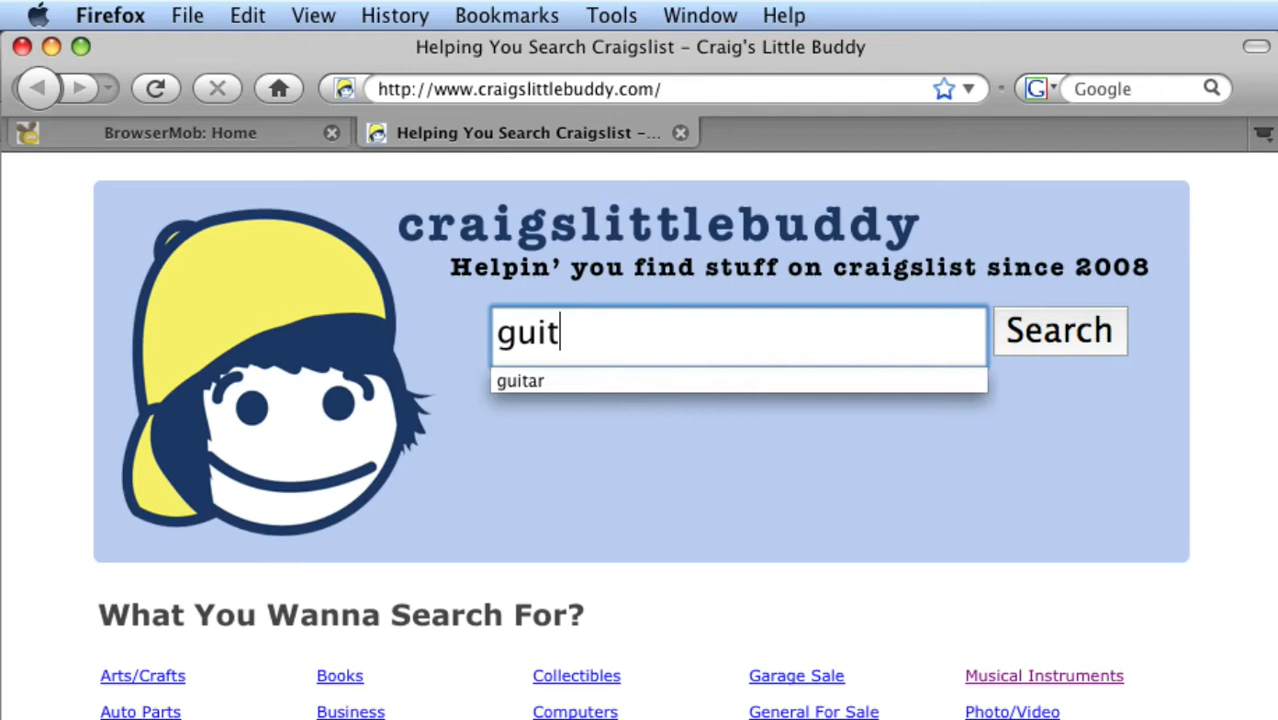 Firefox File Edit View History Bookmarks Tools Window Help
Helping You Search Craigslist – Craig's Little Buddy
http://www.craigslittlebuddy.com/ G Google
BrowserMob: Home Helping You Search Craigslist –...
craigslittlebuddy
Helpin' you find stuff on craigslist since 2008
guit Search
guitar
What You Wanna Search For?
Arts/Crafts Books Collectibles Garage Sale Musical Instruments
Auto Parts Business Computers General For Sale Photo/Video